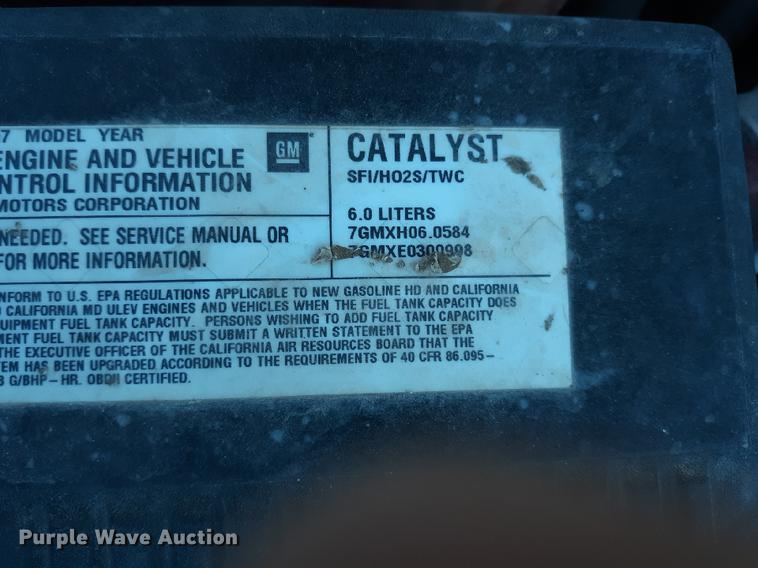 7 MODEL YEAR
ENGINE AND VEHICLE
NTROL INFORMATION
MOTORS CORPORATION
GM
NEEDED. SEE SERVICE MANUAL OR
FOR MORE INFORMATION.
CATALYST
SFI/HO2S/TWC
6.0 LITERS
7GMXH06.0584
7GMXE0300998
NFORM TO U.S. EPA REGULATIONS APPLICABLE TO NEW GASOLINE HD AND CALIFORNIA
CALIFORNIA MD ULEV ENGINES AND VEHICLES WHEN THE FUEL TANK CAPACITY DOES
UIPMENT FUEL TANK CAPACITY. PERSONS WISHING TO ADD FUEL TANK CAPACITY
MENT FUEL TANK CAPACITY MUST SUBMIT A WRITTEN STATEMENT TO THE EPA
THE EXECUTIVE OFFICER OF THE CALIFORNIA AIR RESOURCES BOARD THAT THE
TEM HAS BEEN UPGRADED ACCORDING TO THE REQUIREMENTS OF 40 CFR 86.095-
G/BHP-HR. OBDII CERTIFIED.
Purple Wave Auction